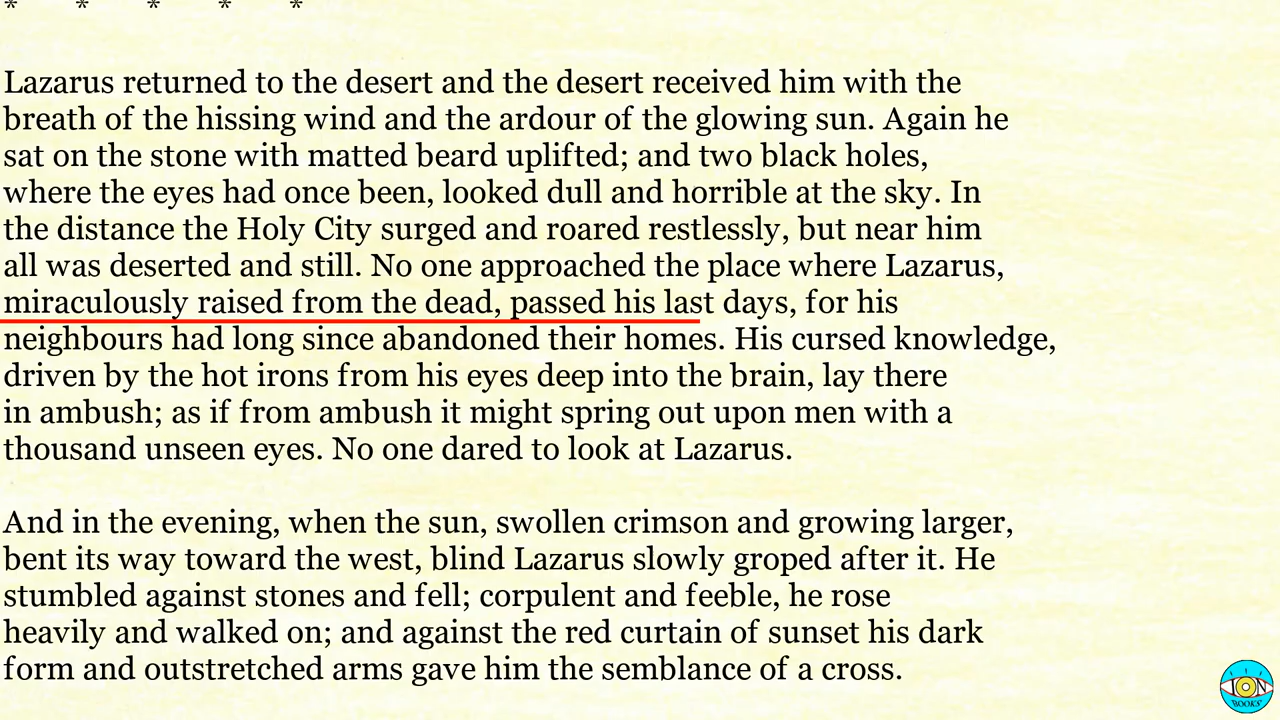 * * * * *
Lazarus returned to the desert and the desert received him with the
breath of the hissing wind and the ardour of the glowing sun. Again he
sat on the stone with matted beard uplifted; and two black holes,
where the eyes had once been, looked dull and horrible at the sky. In
the distance the Holy City surged and roared restlessly, but near him
all was deserted and still. No one approached the place where Lazarus,
miraculously raised from the dead, passed his last days, for his
neighbours had long since abandoned their homes. His cursed knowledge,
driven by the hot irons from his eyes deep into the brain, lay there
in ambush; as if from ambush it might spring out upon men with a
thousand unseen eyes. No one dared to look at Lazarus.
And in the evening, when the sun, swollen crimson and growing larger,
bent its way toward the west, blind Lazarus slowly groped after it. He
stumbled against stones and fell; corpulent and feeble, he rose
heavily and walked on; and against the red curtain of sunset his dark
form and outstretched arms gave him the semblance of a cross.
ION
BOOKS